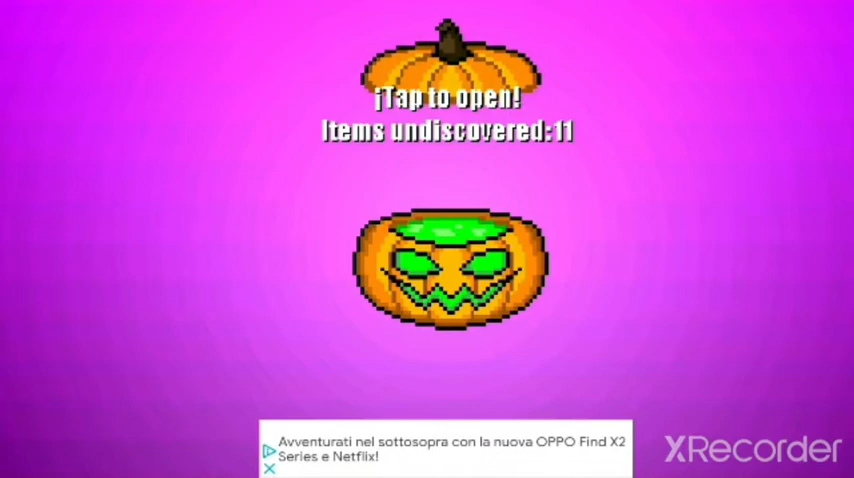 ¡Tap to open!
Items undiscovered:11
Avventurati nel sottosopra con la nuova OPPO Find X2
Series e Netflix!
XRecorder